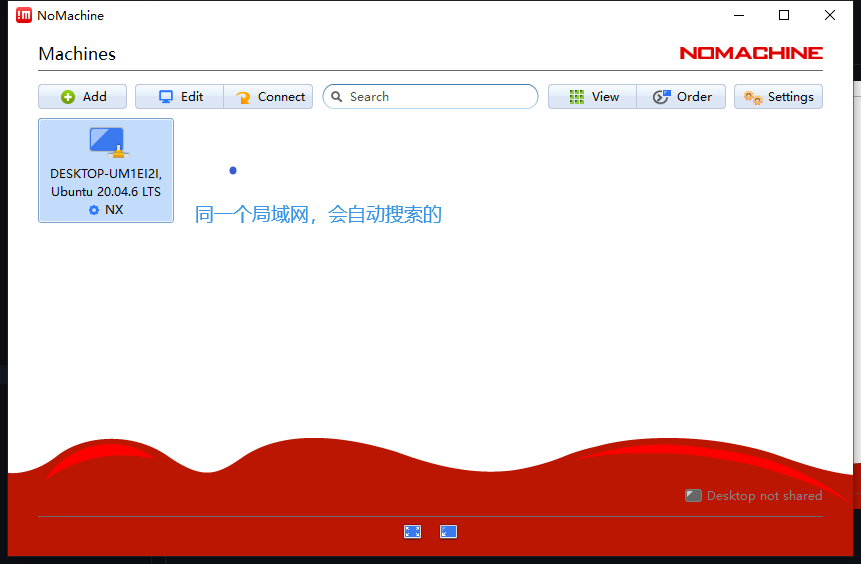 NoMachine
Machines
NOMACHINE
Add
Edit
Connect
Search
View
Order
Settings
DESKTOP-UM1EI2I,
Ubuntu 20.04.6 LTS
NX
同一个局域网，会自动搜索的
Desktop not shared